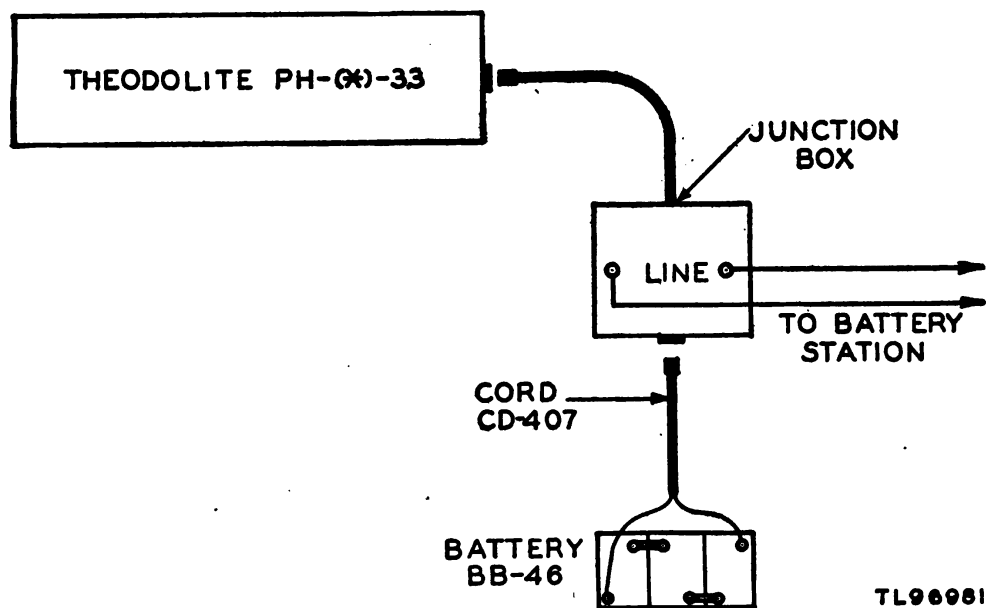 THEODOLITE PH-(*)-33
JUNCTION
BOX
LINE
TO BATTERY
STATION
CORD
CD-407
BATTERY
BB-46
TL96981